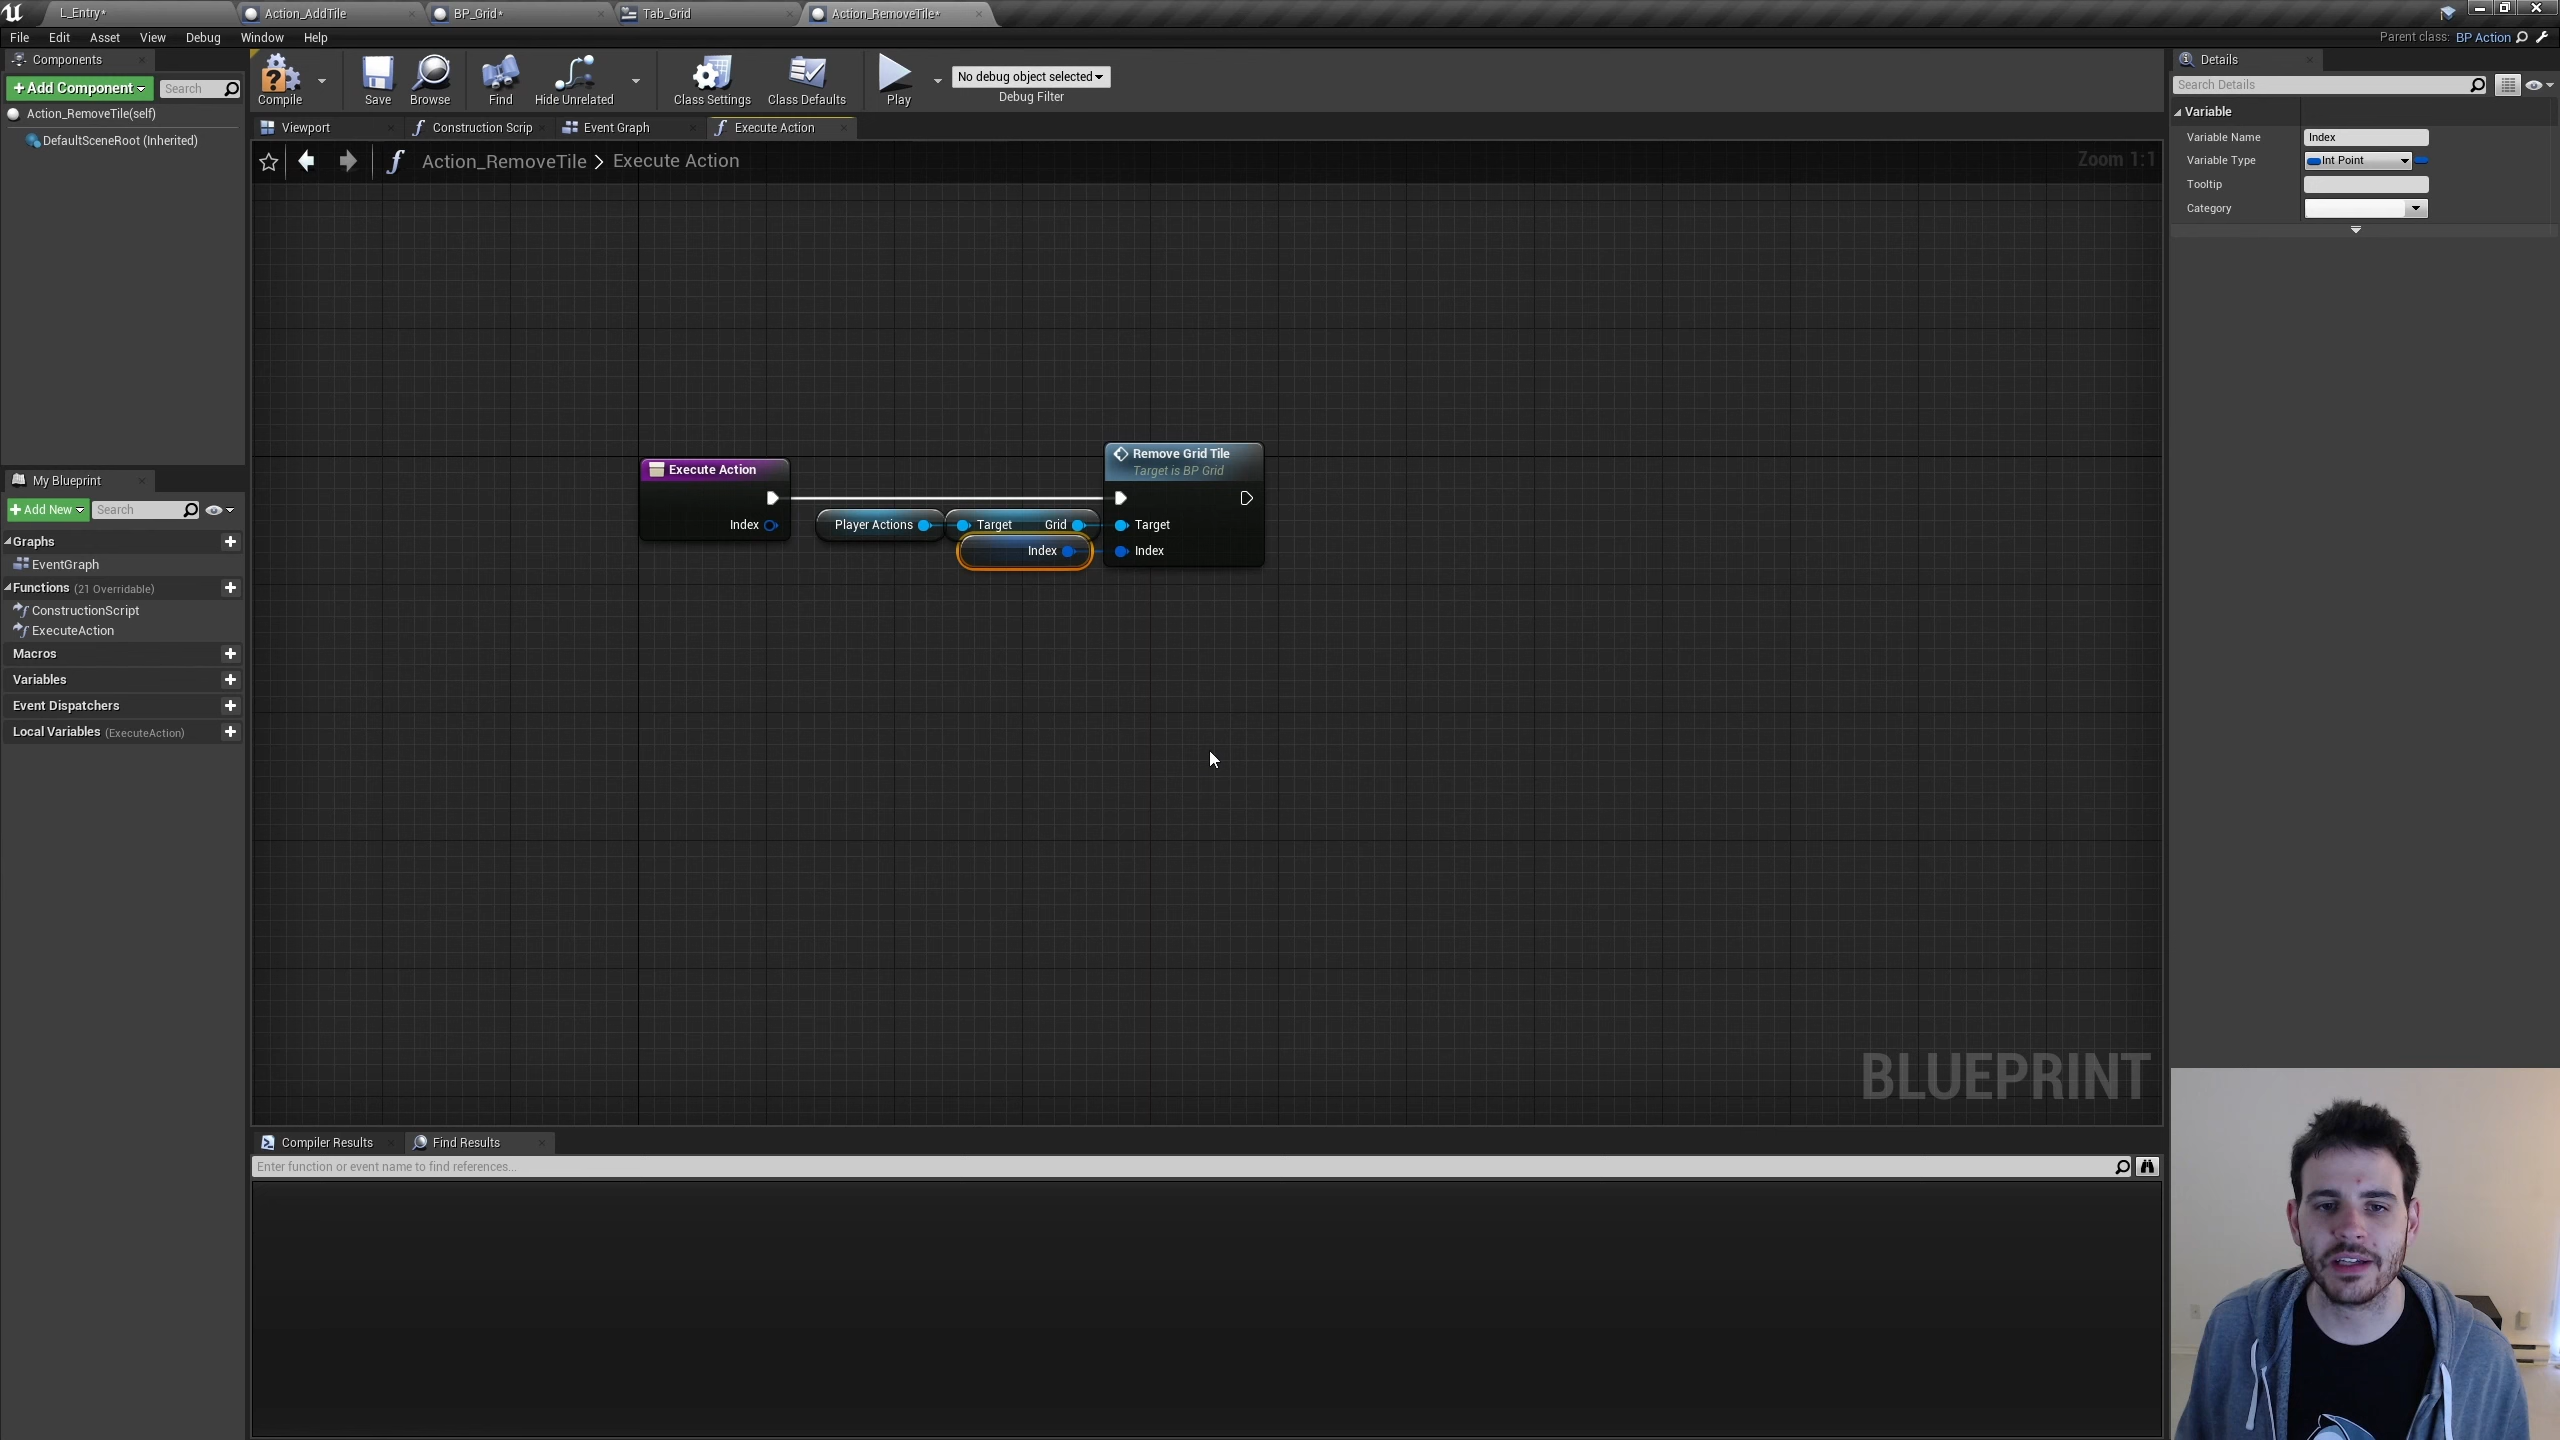 L_Entry*
Action_AddTile
BP_Grid*
Tab_Grid
Action_RemoveTile*
File Edit Asset View Debug Window Help
Parent class: BP Action
Components
+Add Component
Search
Action_RemoveTile(self)
DefaultSceneRoot (Inherited)
Compile
Save
Browse
Find
Hide Unrelated
Class Settings
Class Defaults
Play
No debug object selected
Debug Filter
Viewport
Construction Scrip
Event Graph
Execute Action
Action_RemoveTile > Execute Action
Zoom 1:1
Execute Action
Index
Player Actions
Target Grid
Index
Remove Grid Tile
Target is BP Grid
Target
Index
BLUEPRINT
My Blueprint
+Add New
Search
Graphs
EventGraph
Functions (21 Overridable)
ConstructionScript
ExecuteAction
Macros
Variables
Event Dispatchers
Local Variables (ExecuteAction)
Compiler Results
Find Results
Enter function or event name to find references...
Details
Search Details
Variable
Variable Name Index
Variable Type Int Point
Tooltip
Category